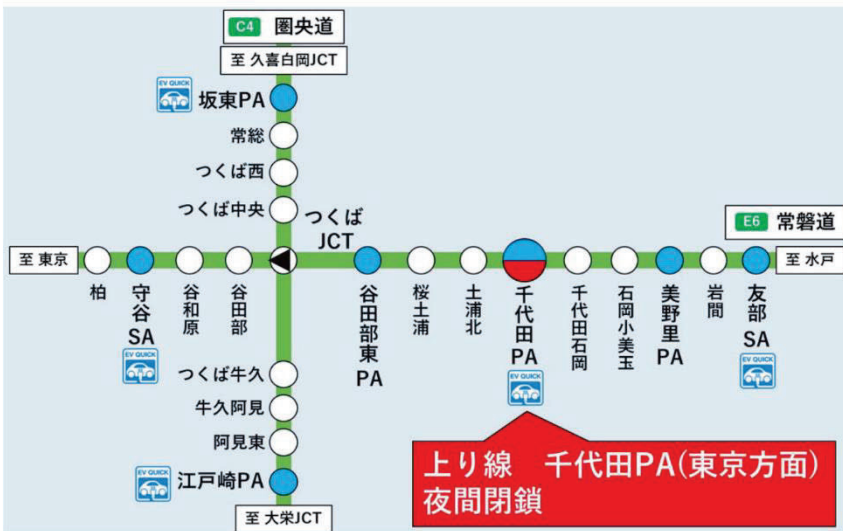 C4 圏央道
至 久喜白岡JCT
EV QUICK
坂東PA
常総
つくば西
つくば中央
つくば
JCT
E6 常磐道
至 東京
至 水戸
柏
守谷
SA
EV QUICK
谷和原
谷田部
谷田部東
PA
桜土浦
土浦北
千代田
PA
EV QUICK
千代田石岡
石岡小美玉
美野里
PA
岩間
友部
SA
EV QUICK
つくば牛久
牛久阿見
阿見東
EV QUICK
江戸崎PA
至 大栄JCT
上り線 千代田PA(東京方面)
夜間閉鎖